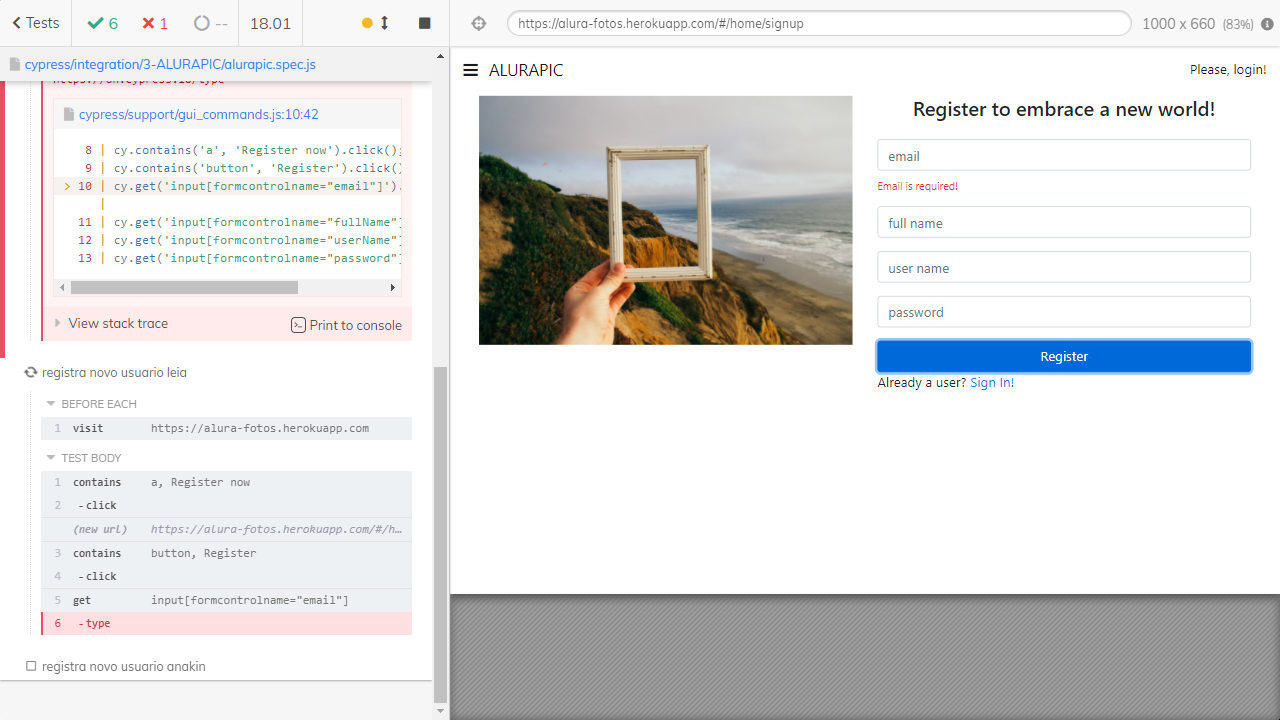 Tests
6
1
--
18.01
https://alura-fotos.herokuapp.com/#/home/signup
1000 x 660 (83%)
cypress/integration/3-ALURAPIC/alurapic.spec.js
https://on.cypress.io/type
cypress/support/gui_commands.js:10:42
8 | cy.contains('a', 'Register now').click();
9 | cy.contains('button', 'Register').click()
> 10 | cy.get('input[formcontrolname="email"]').
|
11 | cy.get('input[formcontrolname="fullName"]
12 | cy.get('input[formcontrolname="userName"]
13 | cy.get('input[formcontrolname="password"]
View stack trace
Print to console
registra novo usuario leia
BEFORE EACH
1 visit https://alura-fotos.herokuapp.com
TEST BODY
1 contains a, Register now
2 -click
(new url) https://alura-fotos.herokuapp.com/#/h…
3 contains button, Register
4 -click
5 get input[formcontrolname="email"]
6 -type
registra novo usuario anakin
ALURAPIC
Please, login!
Register to embrace a new world!
email
Email is required!
full name
user name
password
Register
Already a user? Sign In!